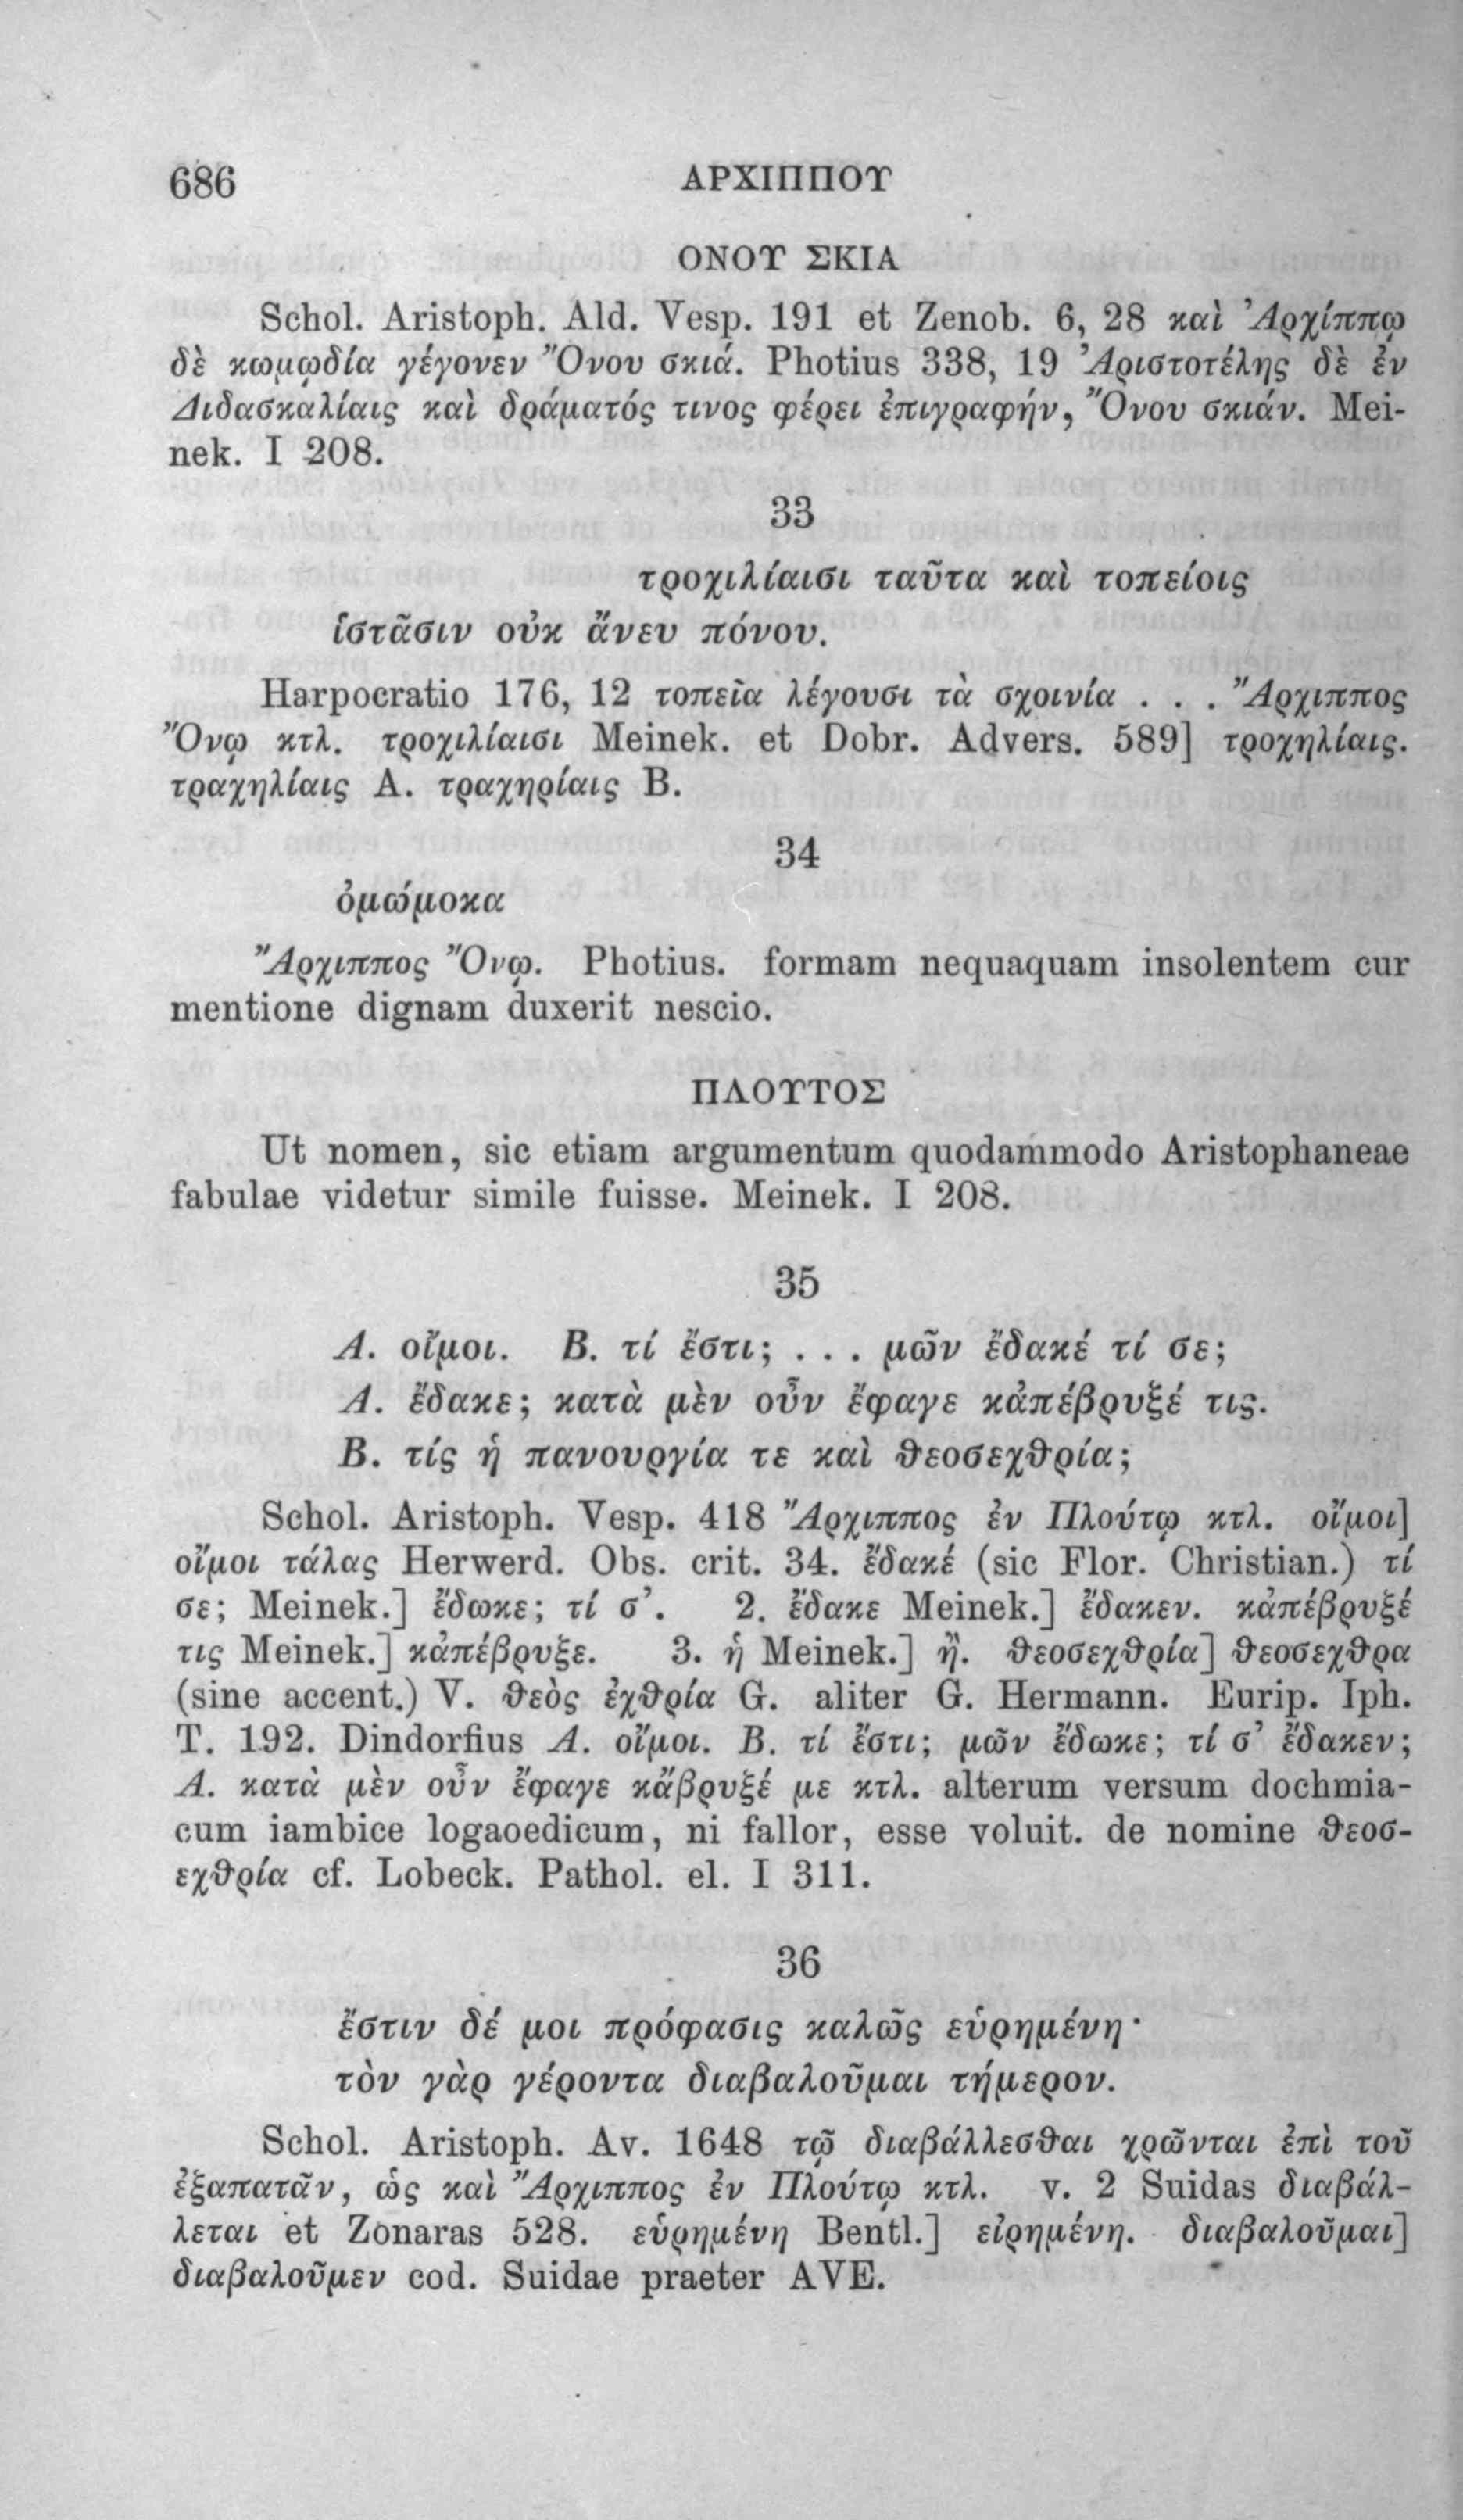 686
ΑΡΧΙΠΠΟΥ
ΟΝΟΥ ΣΚΙΑ
Schol. Aristoph. Ald. Vesp. 191 et Zenob. 6, 28 καὶ Ἀρχίππῳ
δὲ κωμῳδία γέγονεν Ὄνου σκιά. Photius 338, 19 Ἀριστοτέλης δὲ ἐν
Διδασκαλίαις καὶ δράματός τινος φέρει ἐπιγραφήν, Ὄνου σκιάν. Mei-
nek. I 208.
33
τροχιλίαισι ταῦτα καὶ τοπείοις
ἱστᾶσιν οὐκ ἄνευ πόνου.
Harpocratio 176, 12 τοπεῖα λέγουσι τὰ σχοινία . . . Ἄρχιππος
Ὄνῳ κτλ. τροχιλίαισι Meinek. et Dobr. Advers. 589] τροχηλίαις.
τραχηλίαις A. τραχηρίαις B.
34
ὀμώμοκα
Ἄρχιππος Ὄνῳ. Photius. formam nequaquam insolentem cur
mentione dignam duxerit nescio.
ΠΛΟΥΤΟΣ
Ut nomen, sic etiam argumentum quodammodo Aristophaneae
fabulae videtur simile fuisse. Meinek. I 208.
35
Α. οἴμοι. Β. τί ἔστι; . . . μῶν ἔδακέ τί σε;
Α. ἔδακε; κατὰ μὲν οὖν ἔφαγε κἀπέβρυξέ τις.
Β. τίς ἡ πανουργία τε καὶ θεοσεχθρία;
Schol. Aristoph. Vesp. 418 Ἄρχιππος ἐν Πλούτῳ κτλ. οἴμοι]
οἴμοι τάλας Herwerd. Obs. crit. 34. ἔδακέ (sic Flor. Christian.) τί
σε; Meinek.] ἔδωκε; τί σ’. 2. ἔδακε Meinek.] ἔδακεν. κἀπέβρυξέ
τις Meinek.] κἀπέβρυξε. 3. ἡ Meinek.] ἢ. θεοσεχθρία] θεοσεχθρα
(sine accent.) V. θεὸς ἐχθρία G. aliter G. Hermann. Eurip. Iph.
T. 192. Dindorfius Α. οἴμοι. Β. τί ἔστι; μῶν ἔδωκε; τί σ’ ἔδακεν;
Α. κατὰ μὲν οὖν ἔφαγε κἄβρυξέ με κτλ. alterum versum dochmia-
cum iambice logaoedicum, ni fallor, esse voluit. de nomine θεοσ-
εχθρία cf. Lobeck. Pathol. el. I 311.
36
ἔστιν δέ μοι πρόφασις καλῶς εὑρημένη·
τὸν γὰρ γέροντα διαβαλοῦμαι τήμερον.
Schol. Aristoph. Av. 1648 τῷ διαβάλλεσθαι χρῶνται ἐπὶ τοῦ
ἐξαπατᾶν, ὡς καὶ Ἄρχιππος ἐν Πλούτῳ κτλ. v. 2 Suidas διαβάλ-
λεται et Zonaras 528. εὑρημένη Bentl.] εἰρημένη. διαβαλοῦμαι]
διαβαλοῦμεν cod. Suidae praeter AVE.